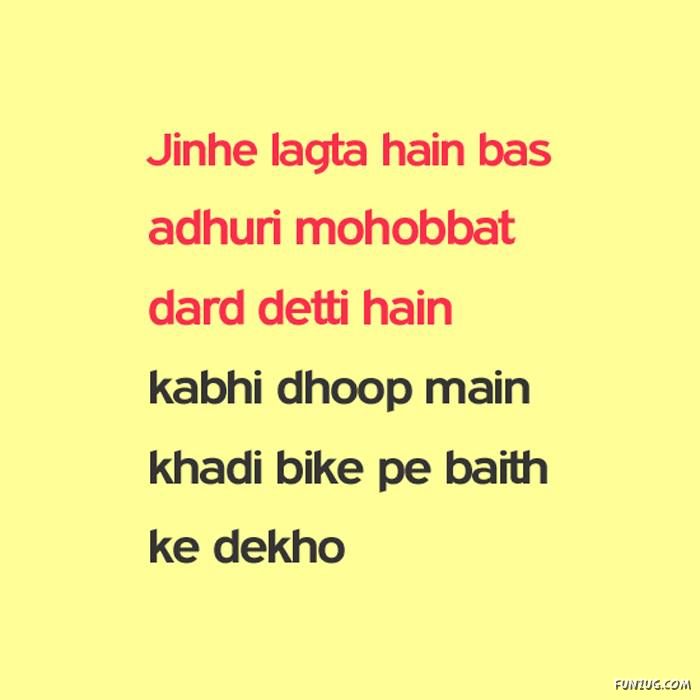 Jinhe lagta hain bas
adhuri mohobbat
dard detti hain
kabhi dhoop main
khadi bike pe baith
ke dekho
FUNZUG.COM